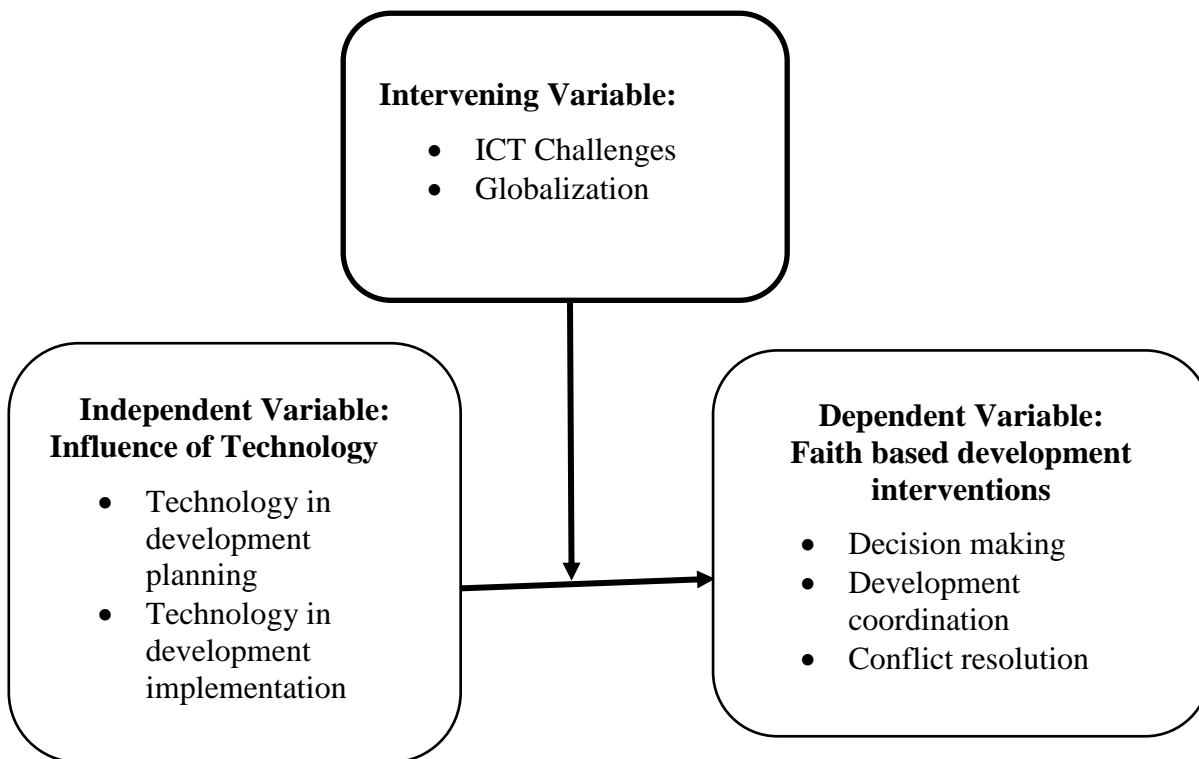 Intervening Variable:
• ICT Challenges
• Globalization
Independent Variable:
Influence of Technology
• Technology in
development
planning
• Technology in
development
implementation
Dependent Variable:
Faith based development
interventions
• Decision making
• Development
coordination
• Conflict resolution